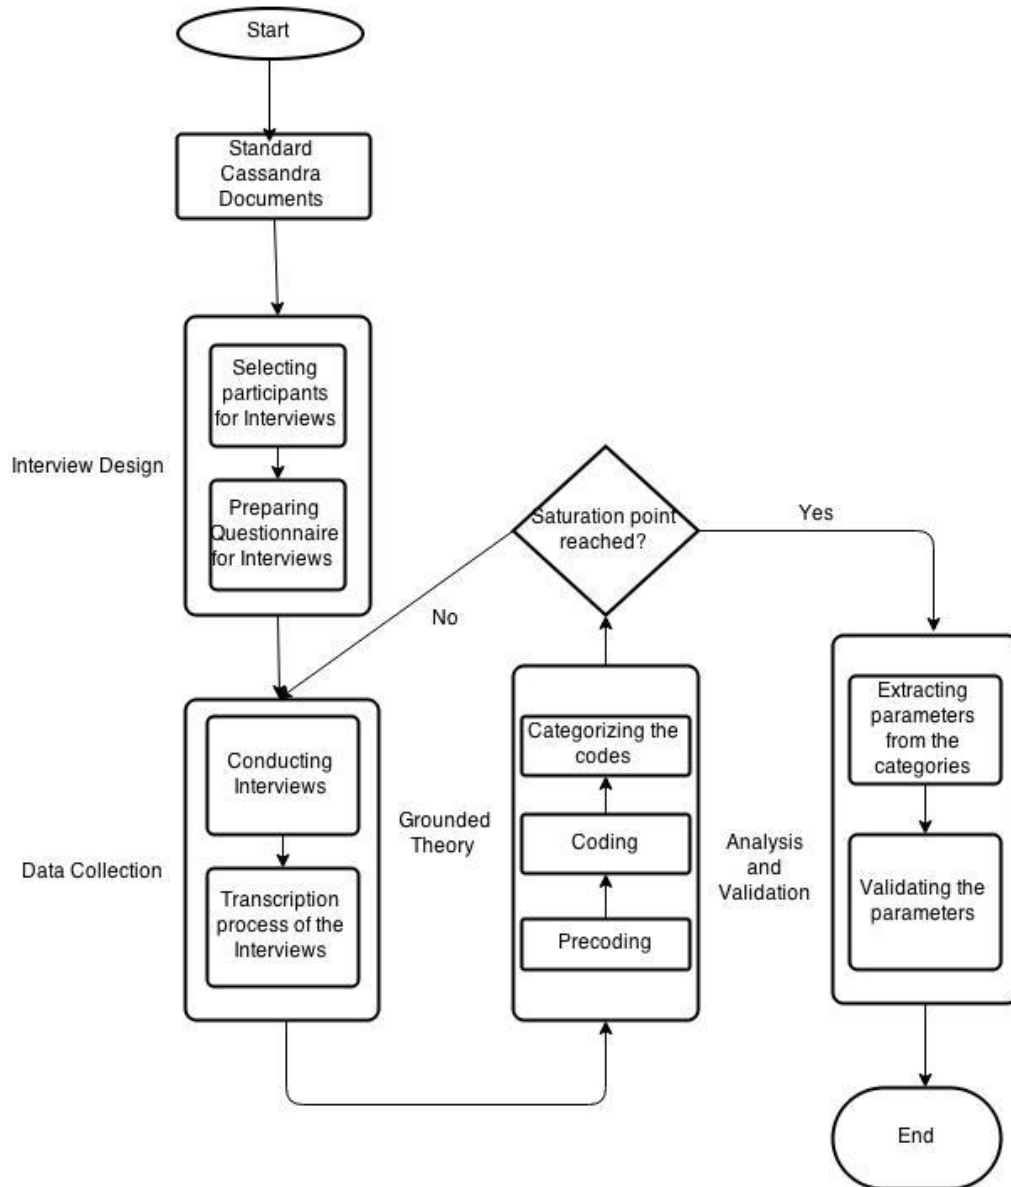 Start
Standard
Cassandra
Documents
Interview Design
Selecting
participants
for Interviews
Preparing
Questionnaire
for Interviews
Data Collection
Conducting
Interviews
Transcription
process of the
Interviews
Grounded
Theory
Precoding
Coding
Categorizing the
codes
Saturation point
reached?
No
Yes
Analysis
and
Validation
Extracting
parameters
from the
categories
Validating the
parameters
End